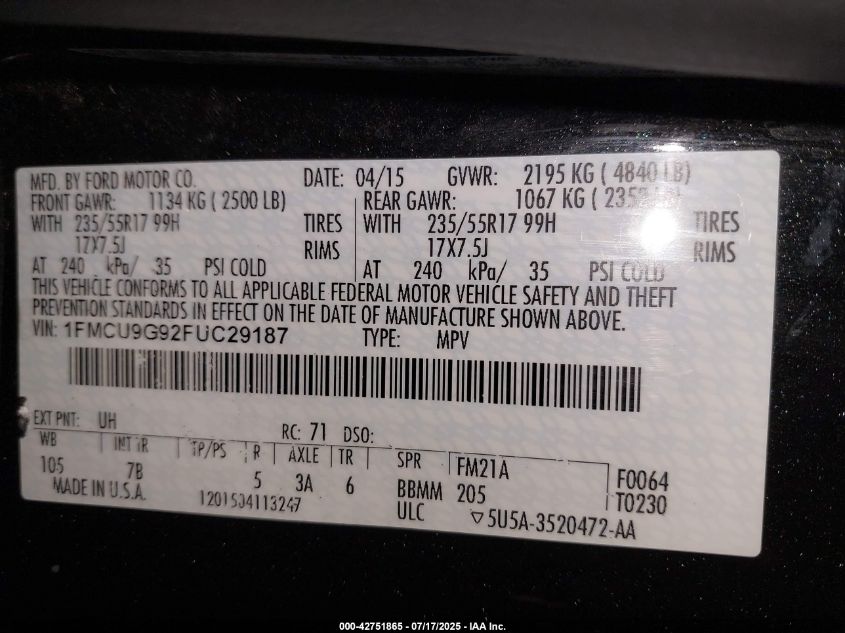 MFD. BY FORD MOTOR CO. DATE: 04/15 GVWR: 2195 KG ( 4840 LB)
FRONT GAWR: 1134 KG ( 2500 LB) REAR GAWR: 1067 KG (
WITH 235/55R17 99H TIRES WITH 235/55R17 99H TIRES
17X7.5J RIMS 17X7.5J RIMS
AT 240 kPa/ 35 PSI COLD AT 240 kPa/ 35 PSI COLD
THIS VEHICLE CONFORMS TO ALL APPLICABLE FEDERAL MOTOR VEHICLE SAFETY AND THEFT
PREVENTION STANDARDS IN EFFECT ON THE DATE OF MANUFACTURE SHOWN ABOVE.
VIN: 1FMCU9G92FUC29187 TYPE: MPV
EXT PNT: UH RC: 71 DSO:
WB INT TR TP/PS R AXLE TR SPR FM21A F0064
105 7B 5 3A 6 BBMM 205 T0230
MADE IN U.S.A. 1201504113247 ULC ▽5U5A-3520472-AA
000-42751865 / 07/17/2025 - IAA Inc.